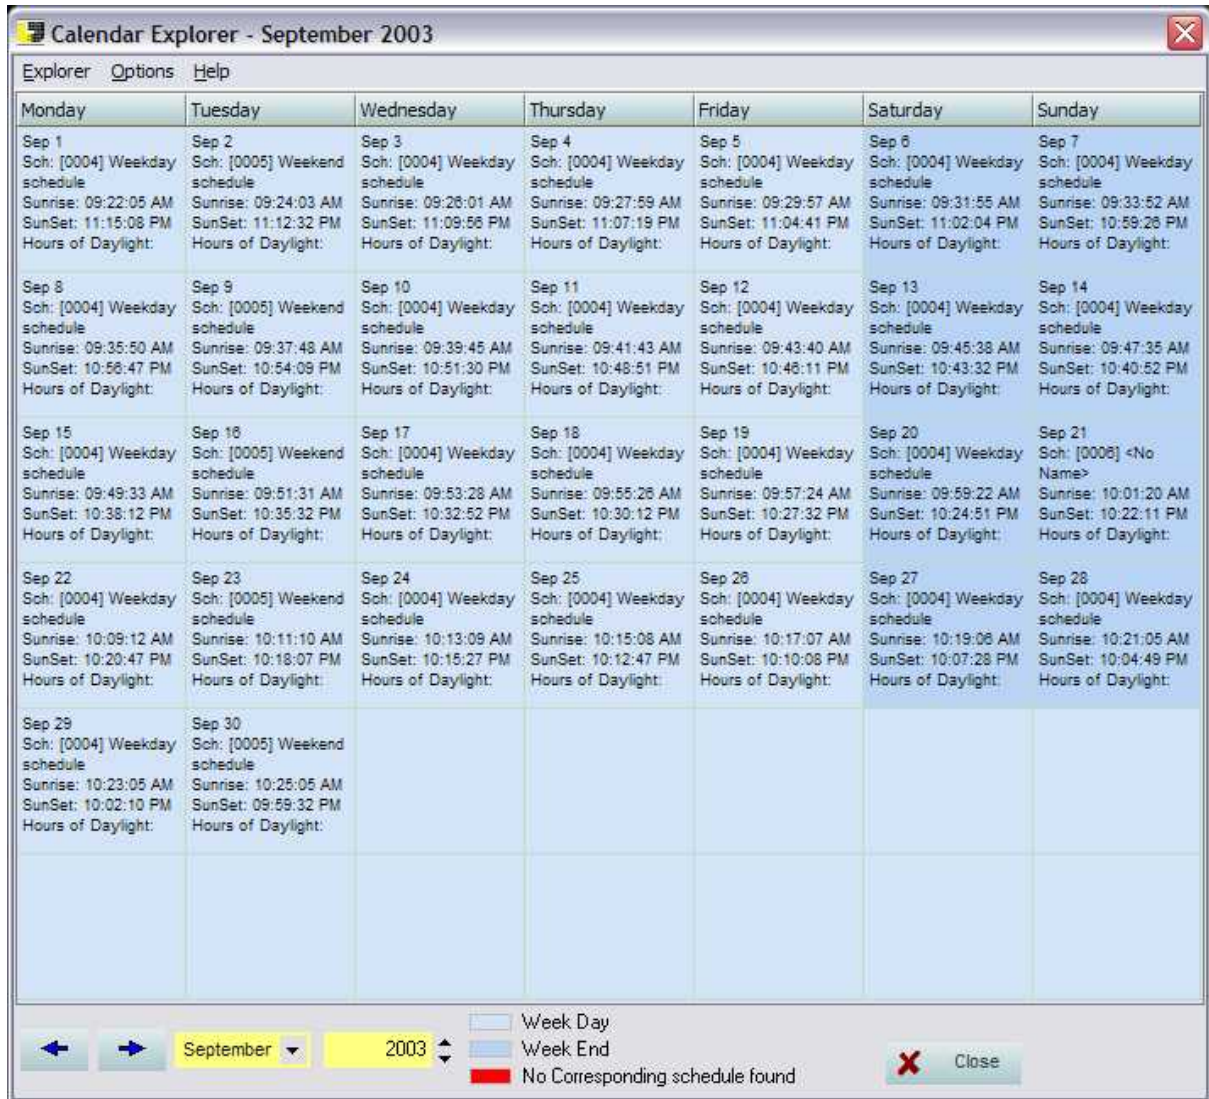 Calendar Explorer - September 2003
Explorer Options Help
Monday Tuesday Wednesday Thursday Friday Saturday Sunday
Sep 1
Sch: [0004] Weekday
schedule
Sunrise: 09:22:05 AM
SunSet: 11:15:08 PM
Hours of Daylight:
Sep 2
Sch: [0005] Weekend
schedule
Sunrise: 09:24:03 AM
SunSet: 11:12:32 PM
Hours of Daylight:
Sep 3
Sch: [0004] Weekday
schedule
Sunrise: 09:26:01 AM
SunSet: 11:09:56 PM
Hours of Daylight:
Sep 4
Sch: [0004] Weekday
schedule
Sunrise: 09:27:59 AM
SunSet: 11:07:19 PM
Hours of Daylight:
Sep 5
Sch: [0004] Weekday
schedule
Sunrise: 09:29:57 AM
SunSet: 11:04:41 PM
Hours of Daylight:
Sep 6
Sch: [0004] Weekday
schedule
Sunrise: 09:31:55 AM
SunSet: 11:02:04 PM
Hours of Daylight:
Sep 7
Sch: [0004] Weekday
schedule
Sunrise: 09:33:52 AM
SunSet: 10:59:26 PM
Hours of Daylight:
Sep 8
Sch: [0004] Weekday
schedule
Sunrise: 09:35:50 AM
SunSet: 10:56:47 PM
Hours of Daylight:
Sep 9
Sch: [0005] Weekend
schedule
Sunrise: 09:37:48 AM
SunSet: 10:54:09 PM
Hours of Daylight:
Sep 10
Sch: [0004] Weekday
schedule
Sunrise: 09:39:45 AM
SunSet: 10:51:30 PM
Hours of Daylight:
Sep 11
Sch: [0004] Weekday
schedule
Sunrise: 09:41:43 AM
SunSet: 10:48:51 PM
Hours of Daylight:
Sep 12
Sch: [0004] Weekday
schedule
Sunrise: 09:43:40 AM
SunSet: 10:46:11 PM
Hours of Daylight:
Sep 13
Sch: [0004] Weekday
schedule
Sunrise: 09:45:38 AM
SunSet: 10:43:32 PM
Hours of Daylight:
Sep 14
Sch: [0004] Weekday
schedule
Sunrise: 09:47:35 AM
SunSet: 10:40:52 PM
Hours of Daylight:
Sep 15
Sch: [0004] Weekday
schedule
Sunrise: 09:49:33 AM
SunSet: 10:38:12 PM
Hours of Daylight:
Sep 16
Sch: [0005] Weekend
schedule
Sunrise: 09:51:31 AM
SunSet: 10:35:32 PM
Hours of Daylight:
Sep 17
Sch: [0004] Weekday
schedule
Sunrise: 09:53:28 AM
SunSet: 10:32:52 PM
Hours of Daylight:
Sep 18
Sch: [0004] Weekday
schedule
Sunrise: 09:55:26 AM
SunSet: 10:30:12 PM
Hours of Daylight:
Sep 19
Sch: [0004] Weekday
schedule
Sunrise: 09:57:24 AM
SunSet: 10:27:32 PM
Hours of Daylight:
Sep 20
Sch: [0004] Weekday
schedule
Sunrise: 09:59:22 AM
SunSet: 10:24:51 PM
Hours of Daylight:
Sep 21
Sch: [0006] <No
Name>
Sunrise: 10:01:20 AM
SunSet: 10:22:11 PM
Hours of Daylight:
Sep 22
Sch: [0004] Weekday
schedule
Sunrise: 10:09:12 AM
SunSet: 10:20:47 PM
Hours of Daylight:
Sep 23
Sch: [0005] Weekend
schedule
Sunrise: 10:11:10 AM
SunSet: 10:18:07 PM
Hours of Daylight:
Sep 24
Sch: [0004] Weekday
schedule
Sunrise: 10:13:09 AM
SunSet: 10:15:27 PM
Hours of Daylight:
Sep 25
Sch: [0004] Weekday
schedule
Sunrise: 10:15:08 AM
SunSet: 10:12:47 PM
Hours of Daylight:
Sep 26
Sch: [0004] Weekday
schedule
Sunrise: 10:17:07 AM
SunSet: 10:10:08 PM
Hours of Daylight:
Sep 27
Sch: [0004] Weekday
schedule
Sunrise: 10:19:06 AM
SunSet: 10:07:28 PM
Hours of Daylight:
Sep 28
Sch: [0004] Weekday
schedule
Sunrise: 10:21:05 AM
SunSet: 10:04:49 PM
Hours of Daylight:
Sep 29
Sch: [0004] Weekday
schedule
Sunrise: 10:23:05 AM
SunSet: 10:02:10 PM
Hours of Daylight:
Sep 30
Sch: [0005] Weekend
schedule
Sunrise: 10:25:05 AM
SunSet: 09:59:32 PM
Hours of Daylight:
September 2003
Week Day
Week End
No Corresponding schedule found
Close